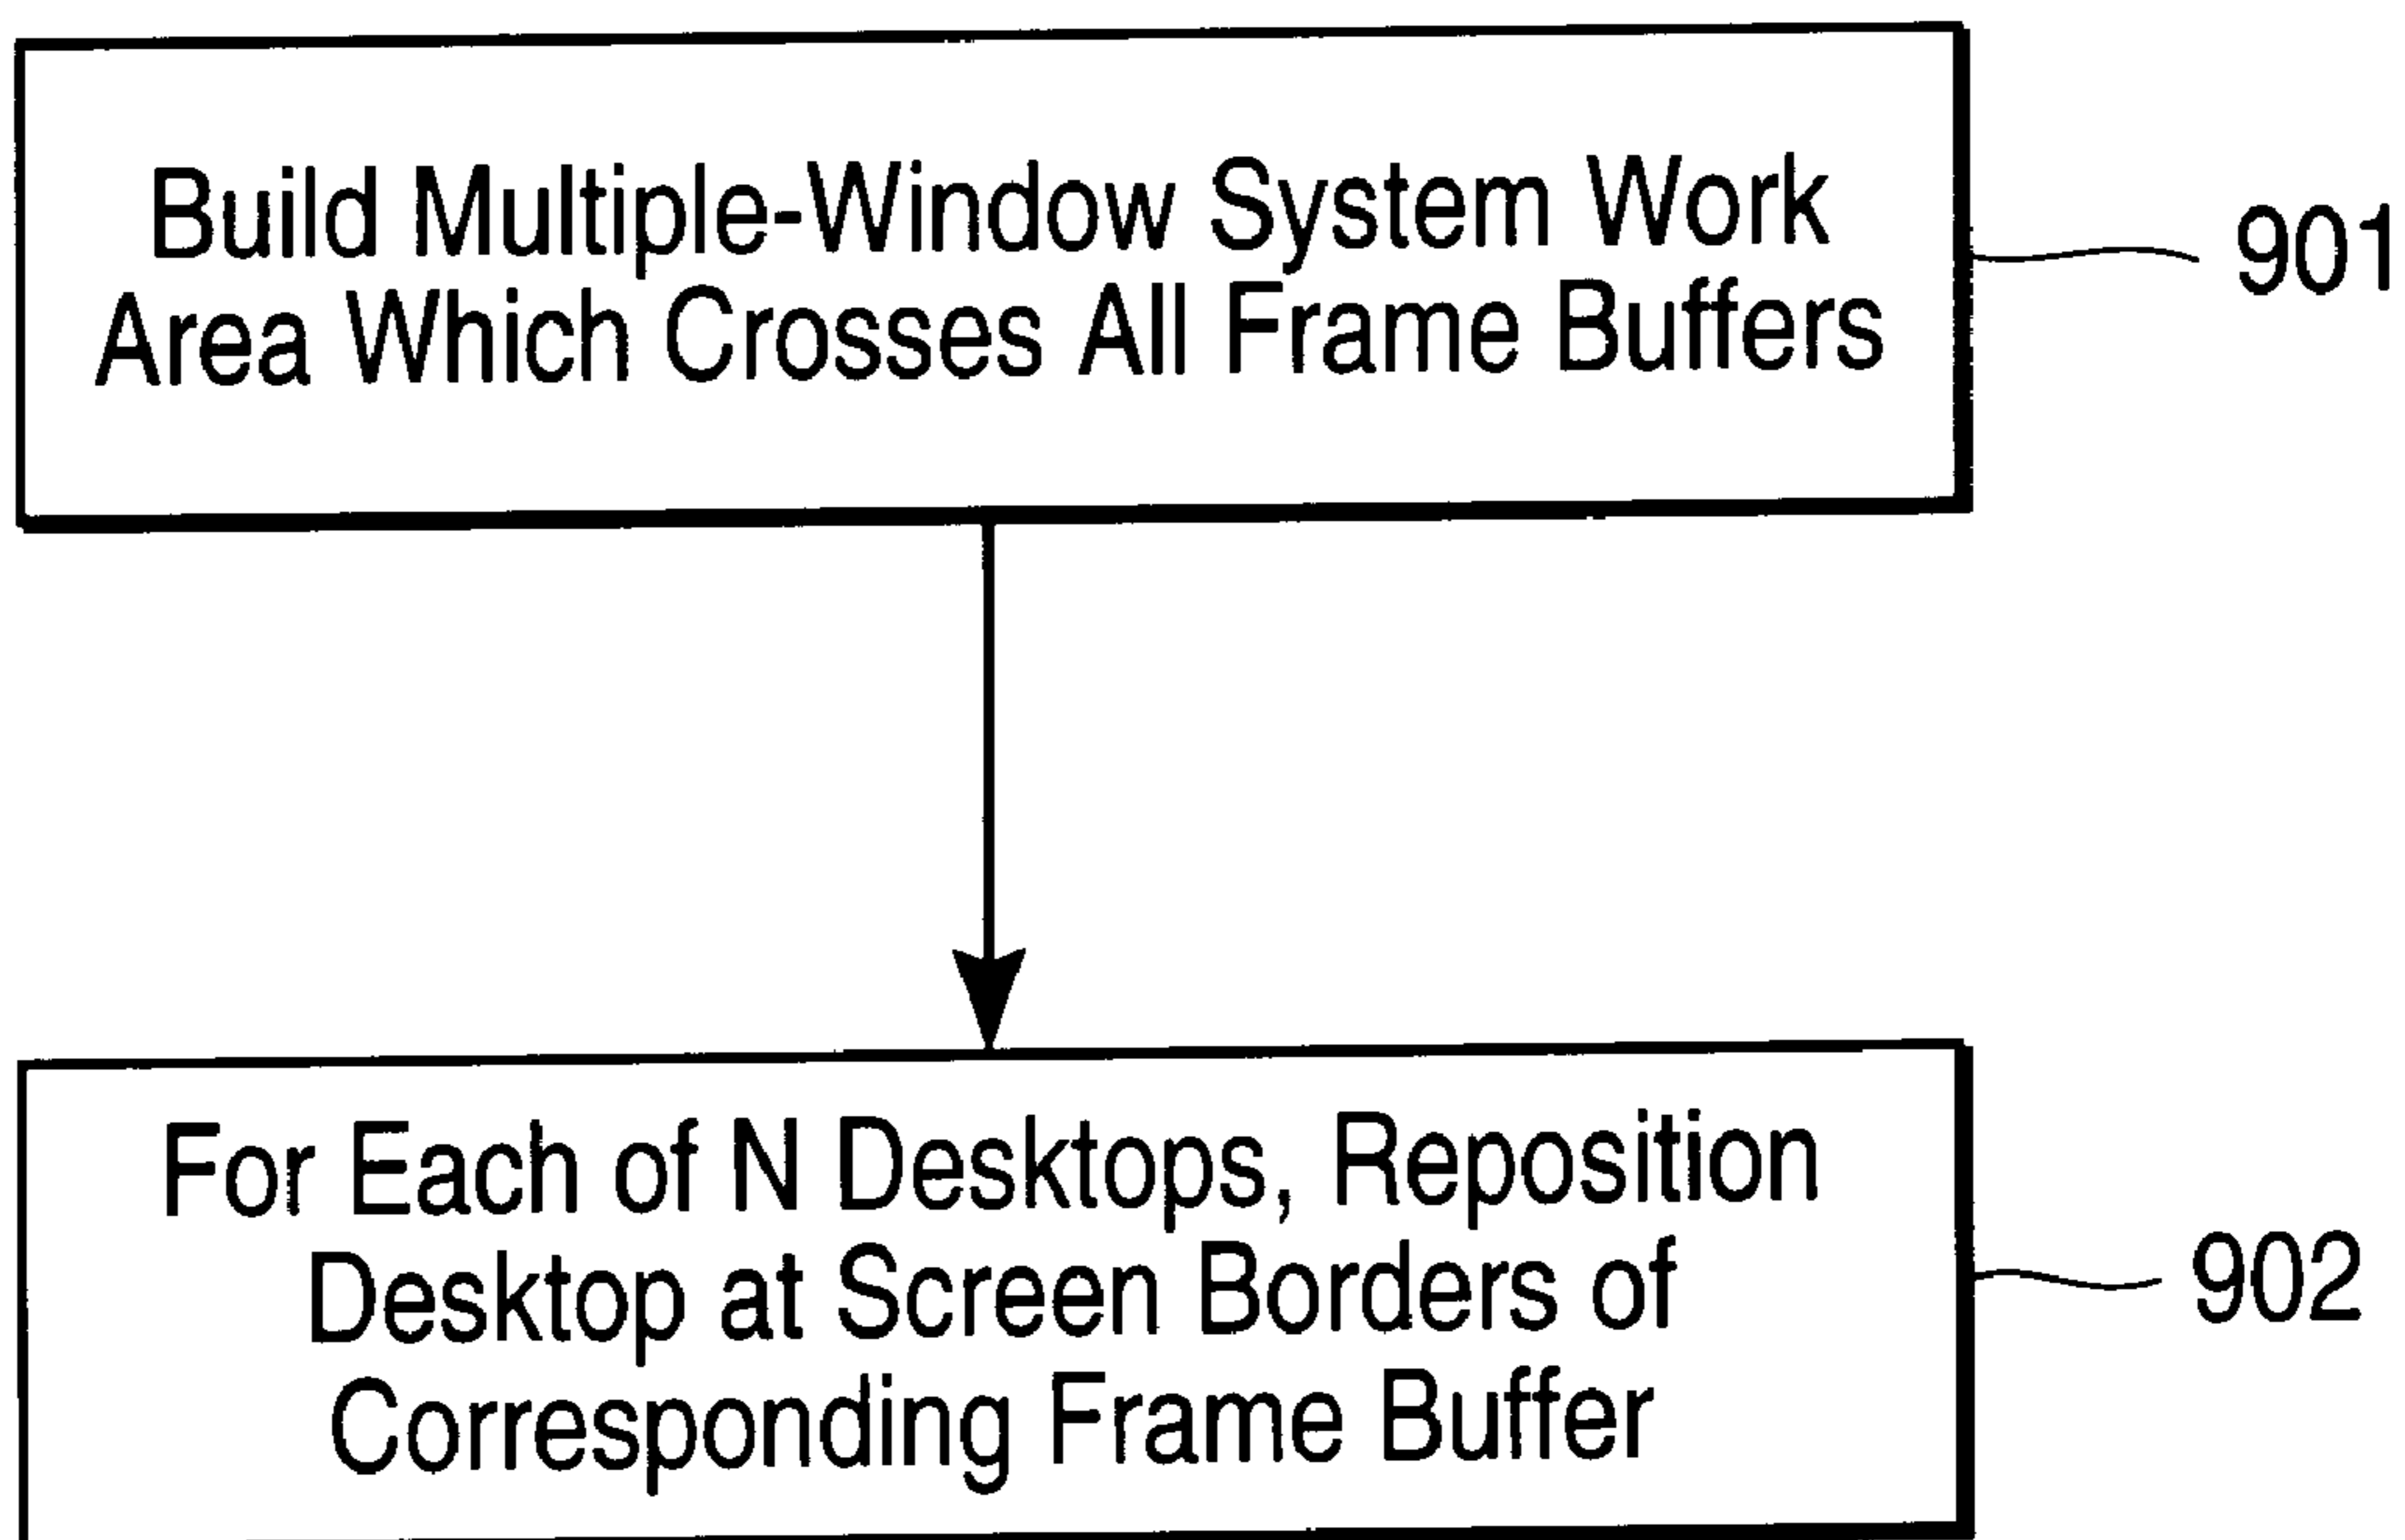 Build Multiple-Window System Work
Area Which Crosses All Frame Buffers
901
For Each of N Desktops, Reposition
Desktop at Screen Borders of
Corresponding Frame Buffer
902